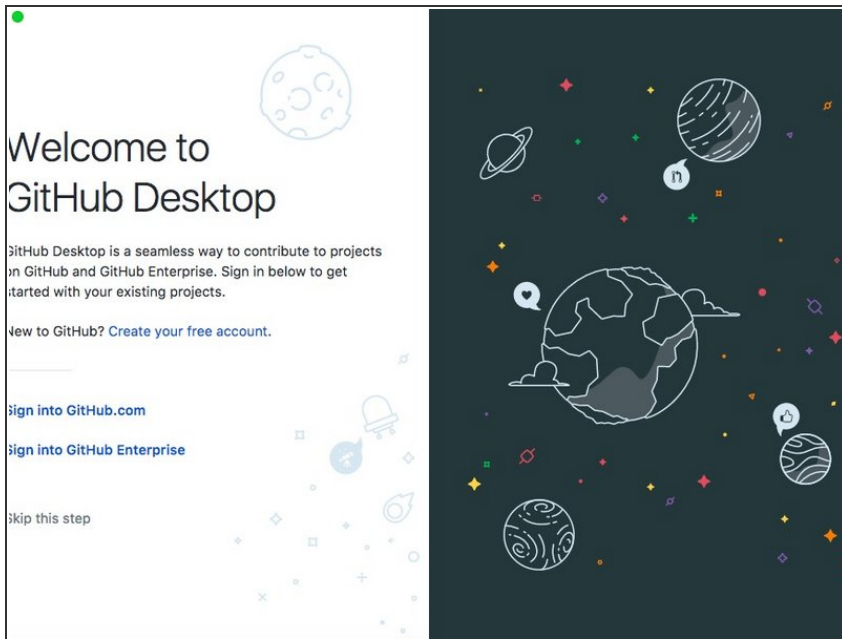 Welcome to
GitHub Desktop
GitHub Desktop is a seamless way to contribute to projects
on GitHub and GitHub Enterprise. Sign in below to get
started with your existing projects.
New to GitHub? Create your free account.
Sign into GitHub.com
Sign into GitHub Enterprise
Skip this step